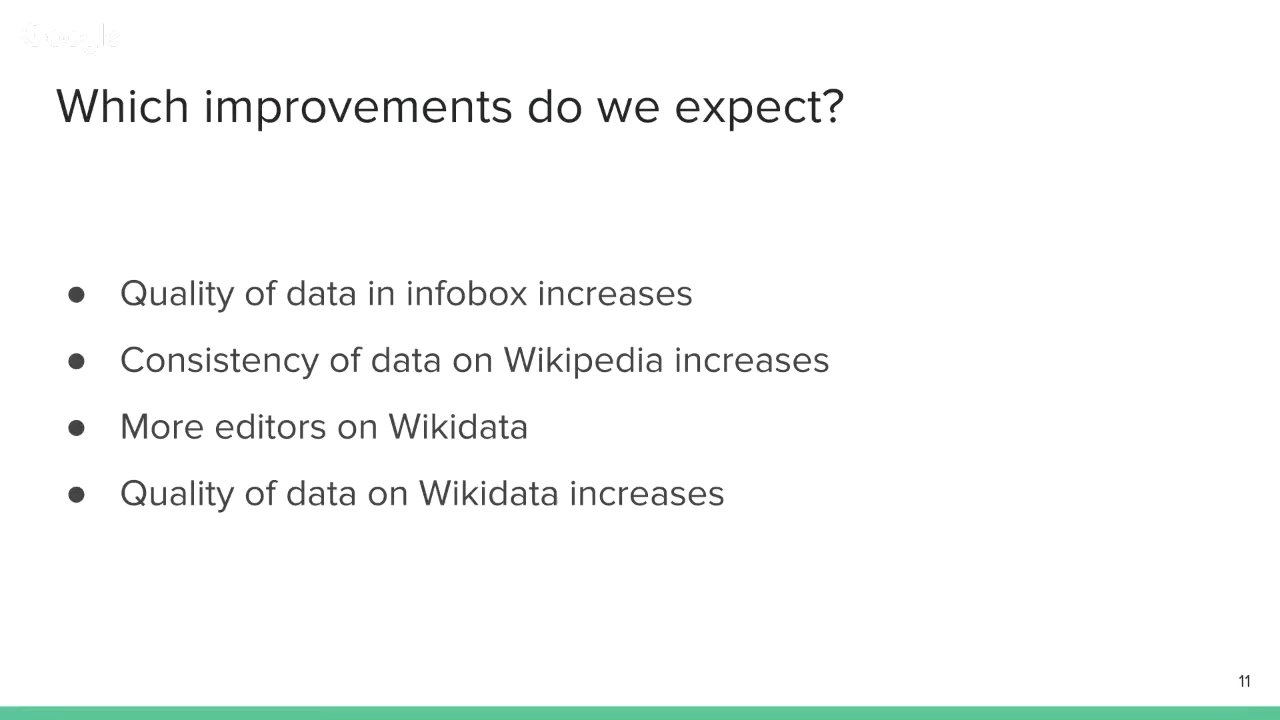 Google
Which improvements do we expect?
● Quality of data in infobox increases
● Consistency of data on Wikipedia increases
● More editors on Wikidata
● Quality of data on Wikidata increases
11